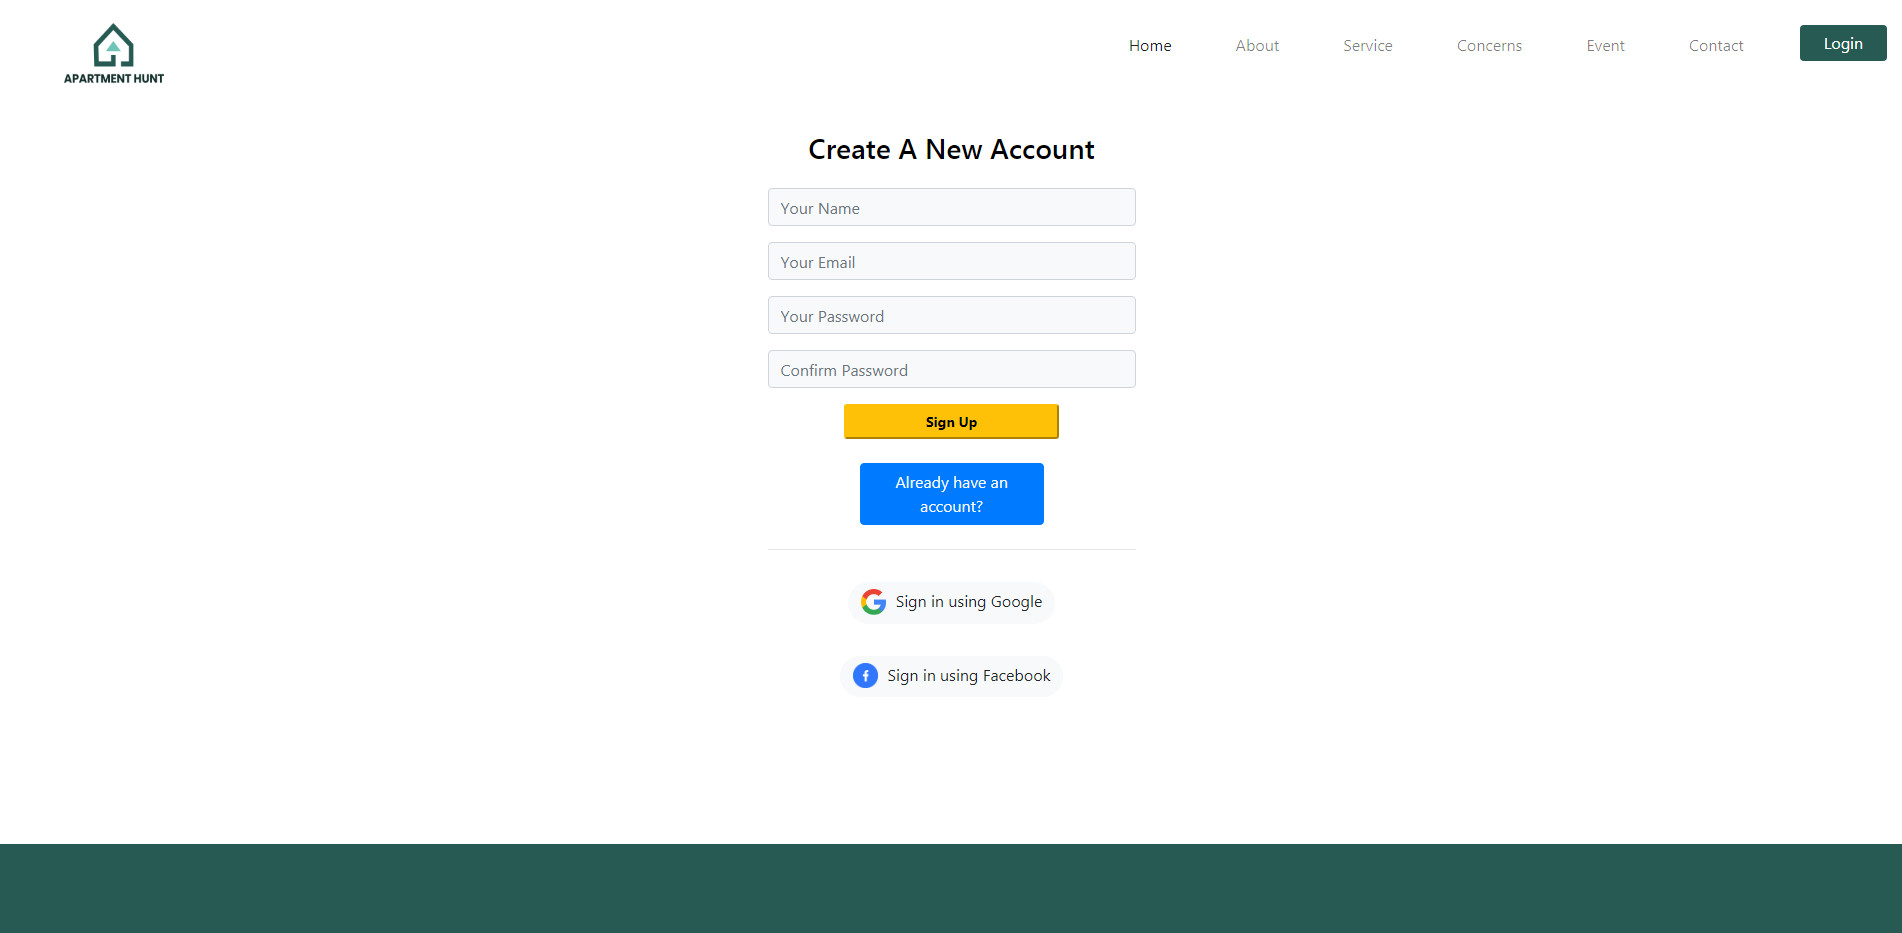 APARTMENT HUNT
Home About Service Concerns Event Contact Login
Create A New Account
Your Name
Your Email
Your Password
Confirm Password
Sign Up
Already have an
account?
Sign in using Google
Sign in using Facebook